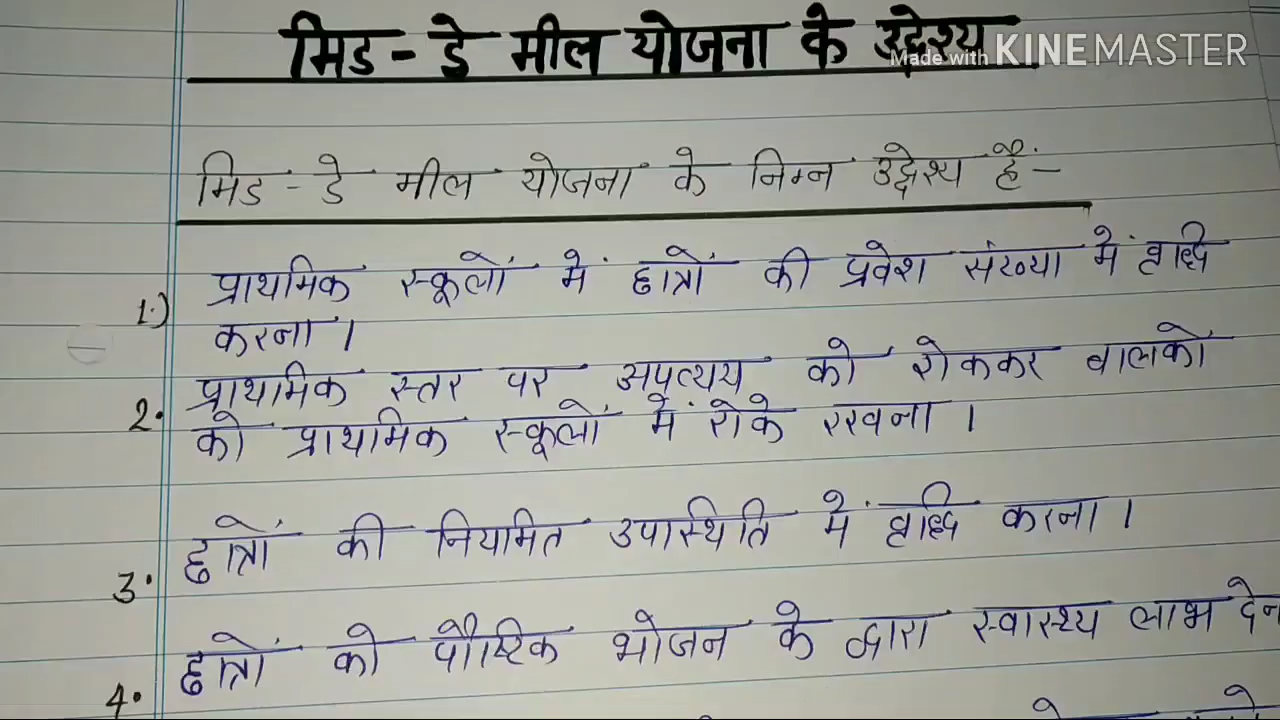 मिड - डे मील योजना के उद्देश्य
Made with KINEMASTER
मिड - डे मील योजना के निम्न उद्देश्य हैं -
1.) प्राथमिक स्कूलों में छात्रों की प्रवेश संख्या में वृद्धि
करना ।
2. प्राथमिक स्तर पर अपव्यय को रोककर बालकों
को प्राथमिक स्कूलों में रोके रखना ।
3. छात्रों की नियमित उपस्थिति में वृद्धि करना ।
4. छात्रों को पौष्टिक भोजन के द्वारा स्वास्थ्य लाभ देन